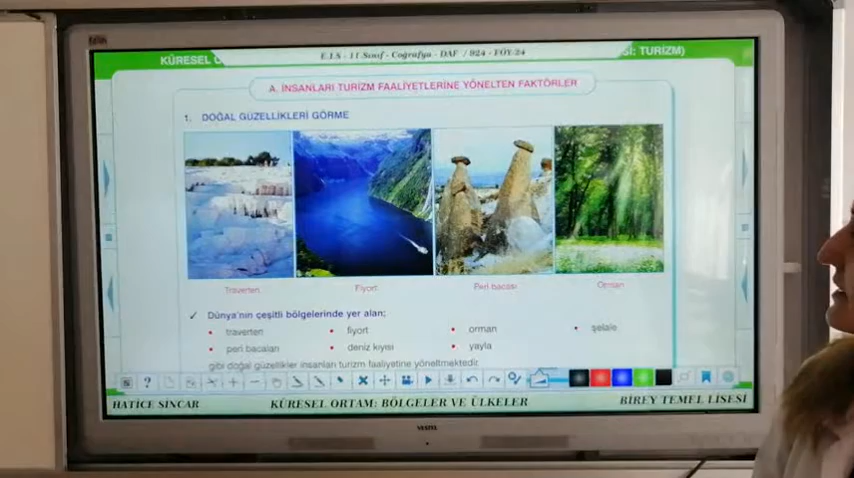 KÜRESEL
E.I.S - 11 Sınıf - Coğrafya - DAF / 924 - FÖY-24
Sİ: TURİZM)
A. İNSANLARI TURİZM FAALİYETLERİNE YÖNELTEN FAKTÖRLER
1. DOĞAL GÜZELLİKLERİ GÖRME
Traverten Fiyort Peri bacası Orman
✓ Dünya'nın çeşitli bölgelerinde yer alan;
• traverten • fiyort • orman • şelale
• peri bacaları • deniz kıyısı • yayla
gibi doğal güzellikler insanları turizm faaliyetine yöneltmektedir.
HATİCE SİNCAR KÜRESEL ORTAM: BÖLGELER VE ÜLKELER BİREY TEMEL LİSESİ
VESTEL